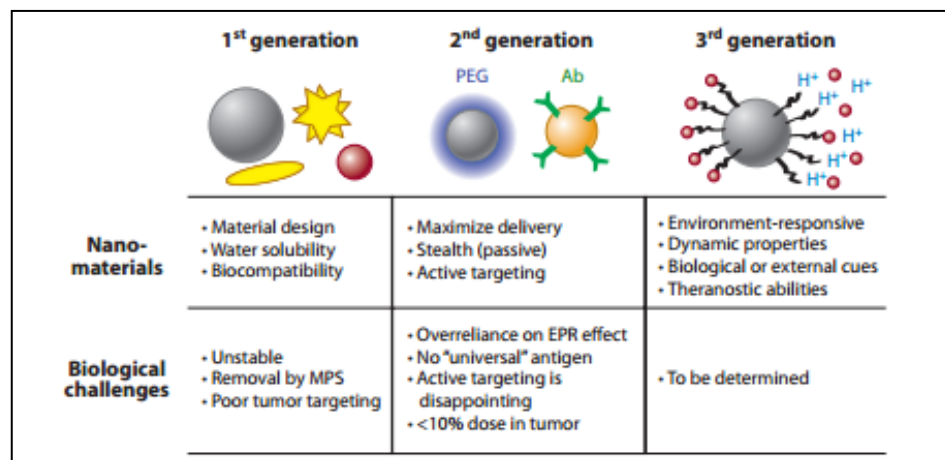 1st generation
2nd generation
3rd generation
PEG
Ab
H+
H+
H+
H+
H+
H+
H+
Nano-
materials
• Material design
• Water solubility
• Biocompatibility
• Maximize delivery
• Stealth (passive)
• Active targeting
• Environment-responsive
• Dynamic properties
• Biological or external cues
• Theranostic abilities
Biological
challenges
• Unstable
• Removal by MPS
• Poor tumor targeting
• Overreliance on EPR effect
• No "universal" antigen
• Active targeting is
disappointing
• <10% dose in tumor
• To be determined